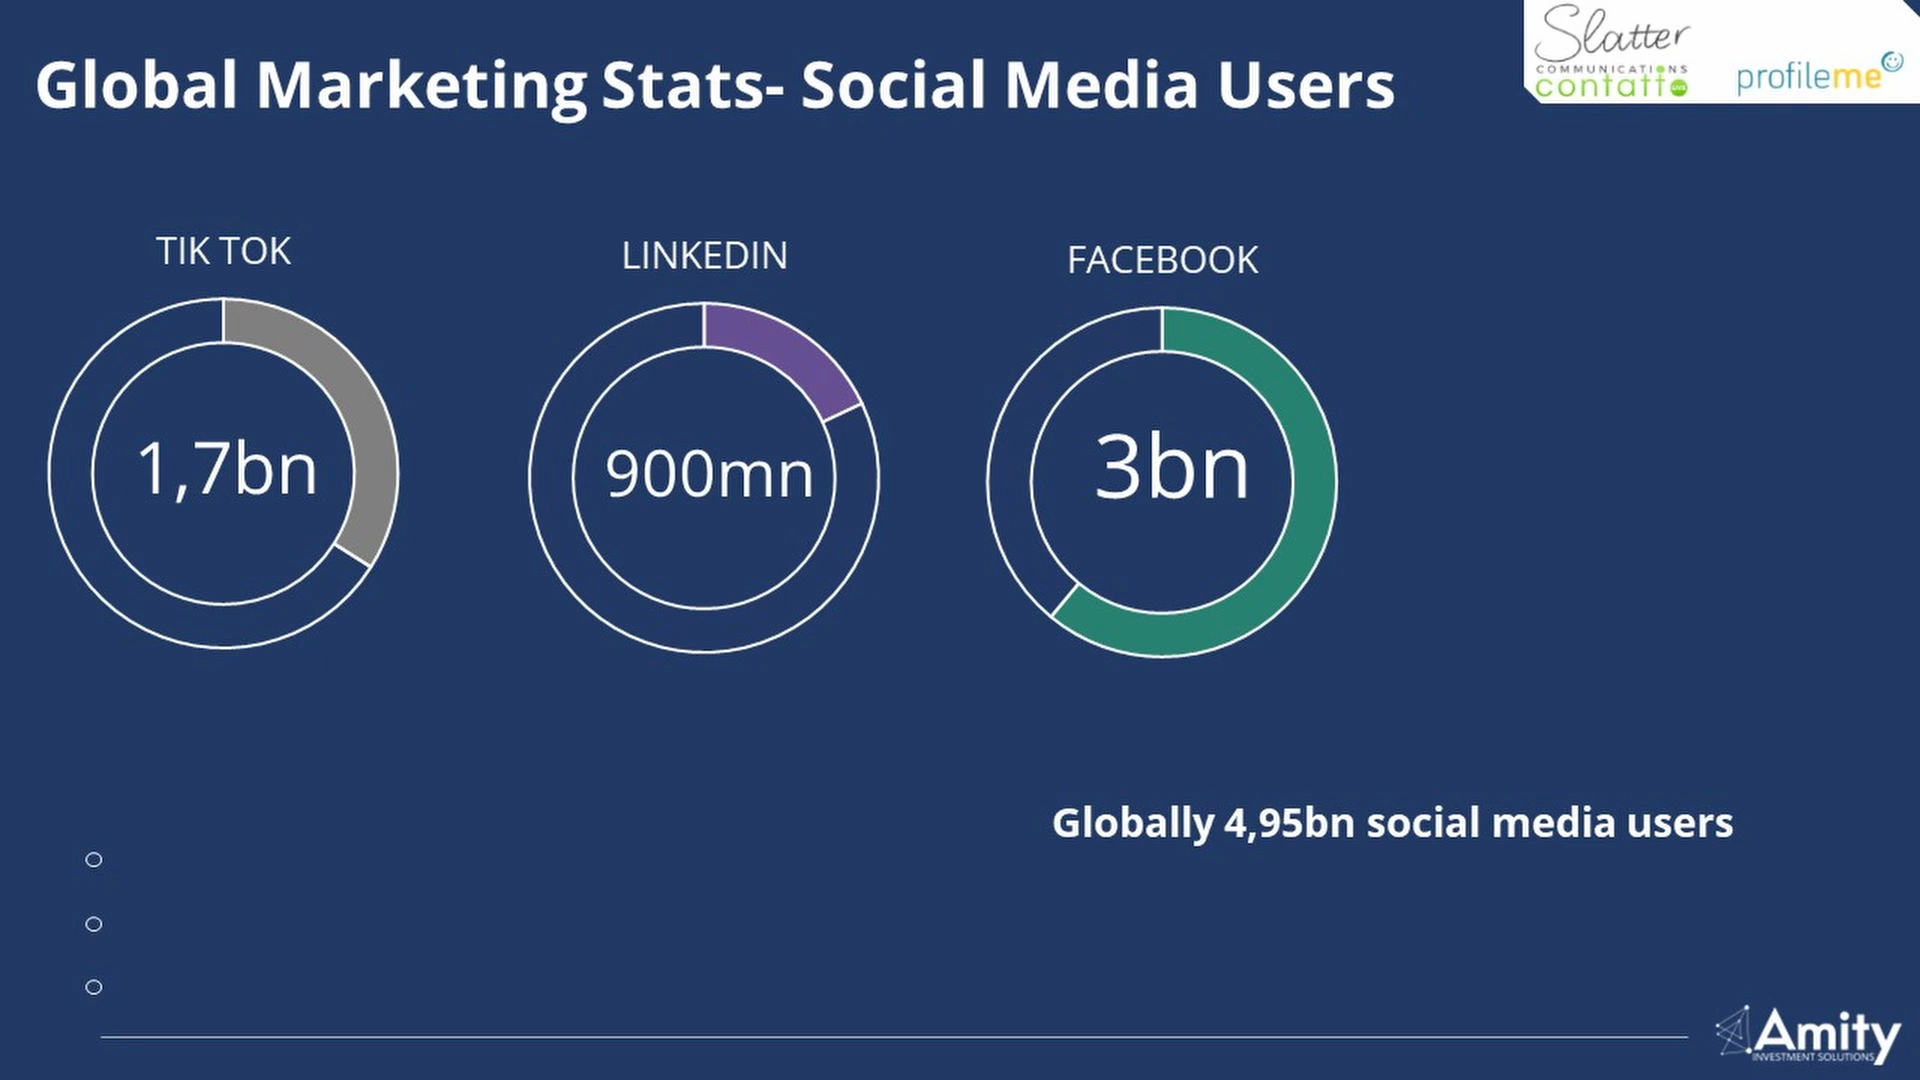 Global Marketing Stats- Social Media Users
Slatter
COMMUNICATIONS
contatto
profileme
TIK TOK
LINKEDIN
FACEBOOK
1,7bn
900mn
3bn
Globally 4,95bn social media users
Amity
INVESTMENT SOLUTIONS